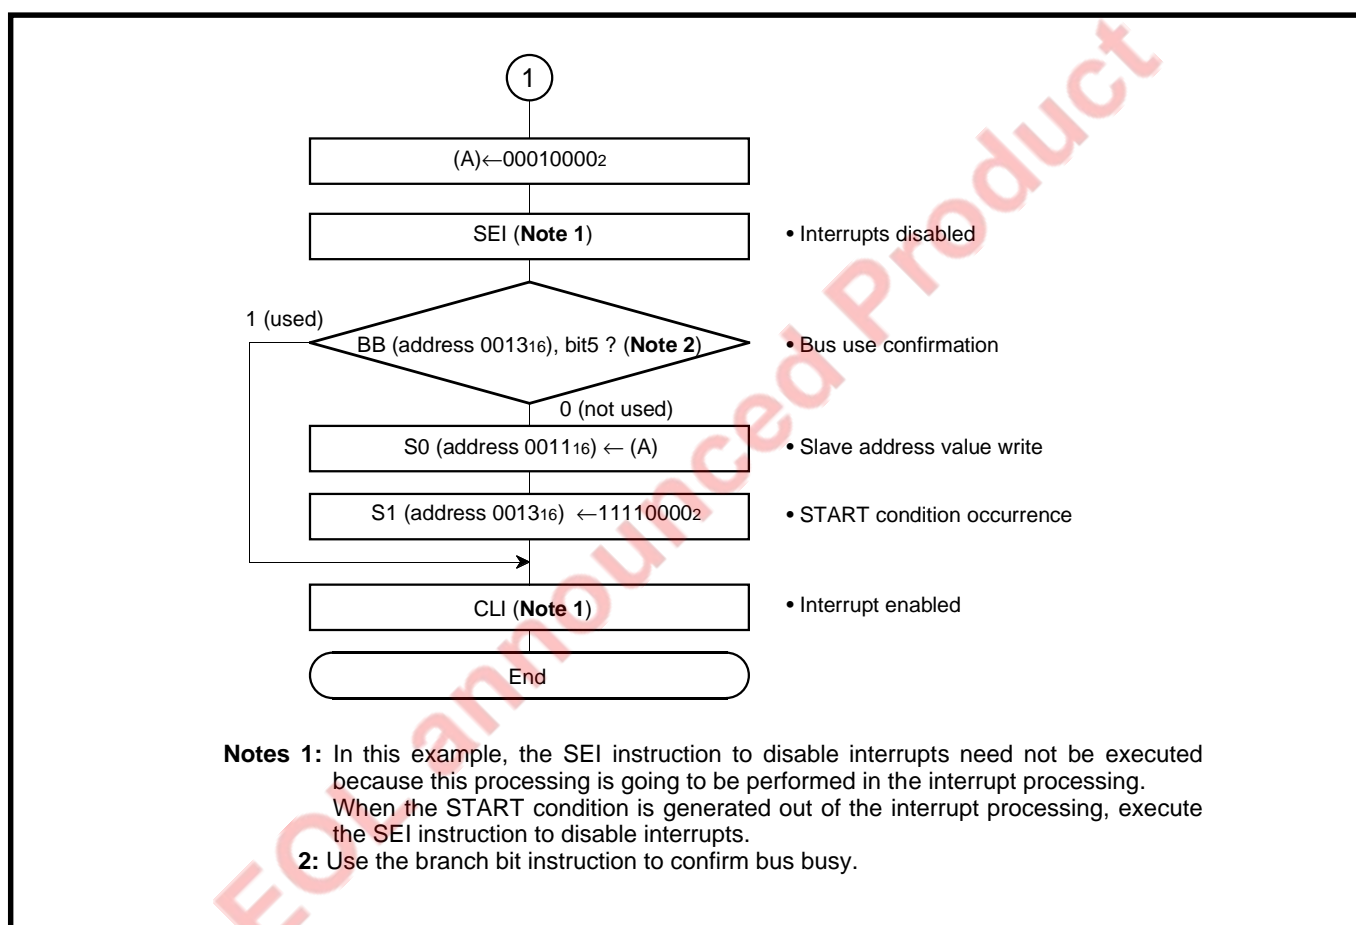 1
(A)←00010000₂
SEI (Note 1)
• Interrupts disabled
1 (used)
BB (address 0013₁₆), bit5 ? (Note 2)
• Bus use confirmation
0 (not used)
S0 (address 0011₁₆) ← (A)
• Slave address value write
S1 (address 0013₁₆) ←11110000₂
• START condition occurrence
CLI (Note 1)
• Interrupt enabled
End
Notes 1: In this example, the SEI instruction to disable interrupts need not be executed
because this processing is going to be performed in the interrupt processing.
When the START condition is generated out of the interrupt processing, execute
the SEI instruction to disable interrupts.
2: Use the branch bit instruction to confirm bus busy.
EOL announced Product